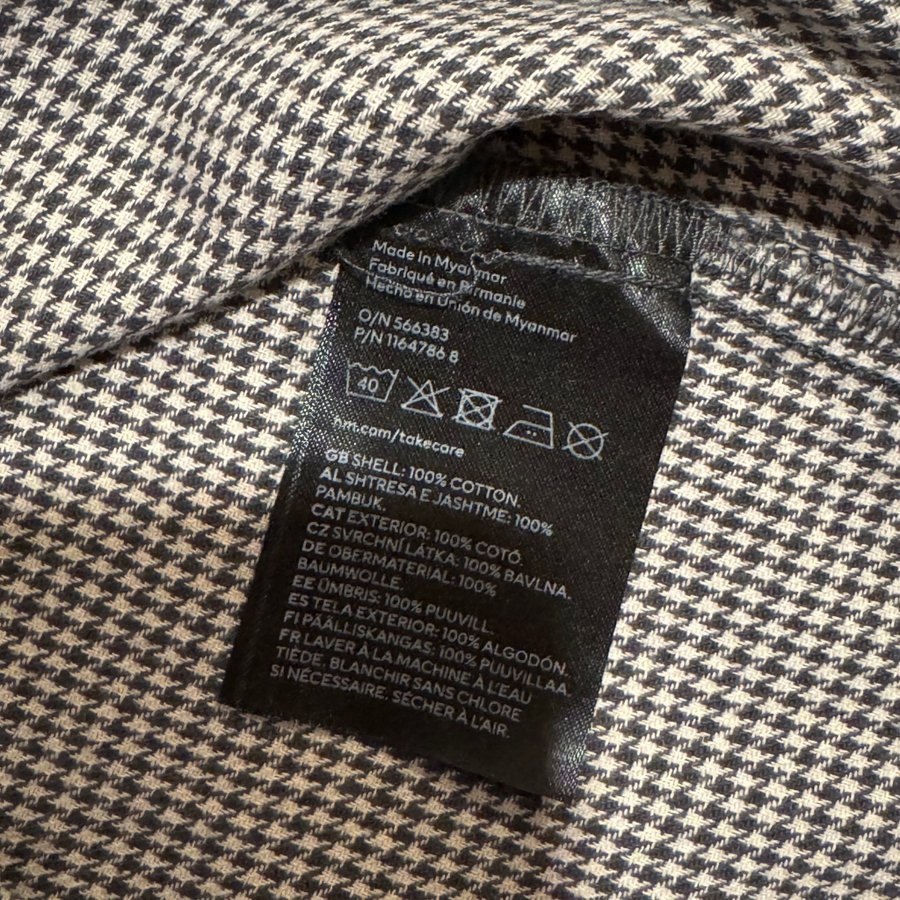 Made in Myanmar
Fabriqué en Birmanie
Hecho en Unión de Myanmar
O/N 566383
P/N 1164786 8
40
hm.com/takecare
GB SHELL: 100% COTTON.
AL SHTRESA E JASHTME: 100%
PAMBUK.
CAT EXTERIOR: 100% COTÓ.
CZ SVRCHNÍ LÁTKA: 100% BAVLNA.
DE OBERMATERIAL: 100%
BAUMWOLLE.
EE ÜMBRIS: 100% PUUVILL.
ES TELA EXTERIOR: 100% ALGODÓN.
FI PÄÄLLISKANGAS: 100% PUUVILLAA.
FR LAVER À LA MACHINE À L'EAU
TIÈDE. BLANCHIR SANS CHLORE
SI NÉCESSAIRE. SÉCHER À L'AIR.